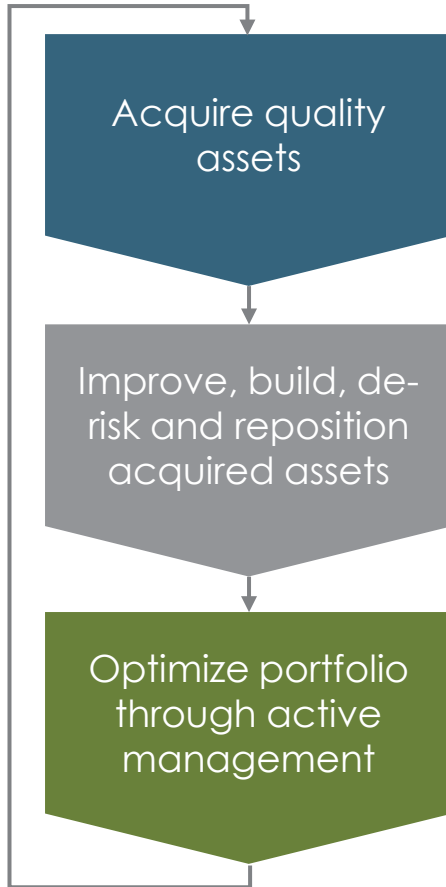 Acquire quality
assets
Improve, build, de-
risk and reposition
acquired assets
Optimize portfolio
through active
management